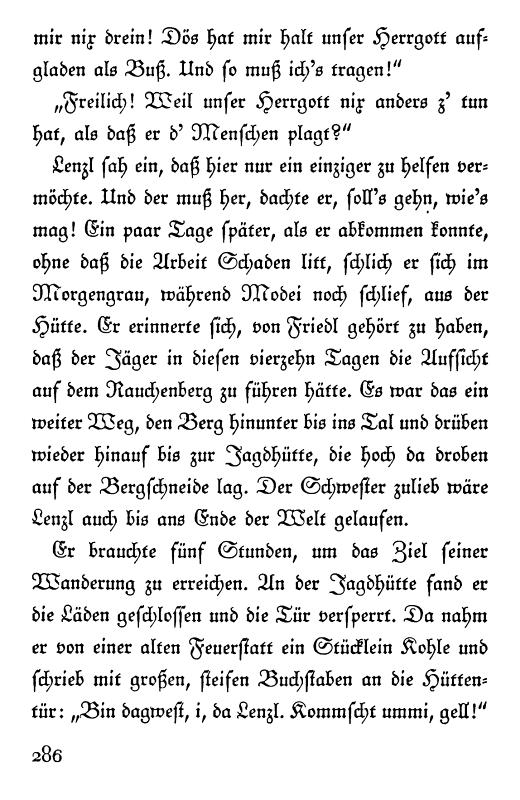 mir nix drein! Dös hat mir halt unser Herrgott auf-
gladen als Buß. Und so muß ich's tragen!“
„Freilich! Weil unser Herrgott nix anders z' tun
hat, als daß er d' Menschen plagt?“
Lenzl sah ein, daß hier nur ein einziger zu helfen ver-
möchte. Und der muß her, dachte er, soll's gehn, wie's
mag! Ein paar Tage später, als er abkommen konnte,
ohne daß die Arbeit Schaden litt, schlich er sich im
Morgengrau, während Modei noch schlief, aus der
Hütte. Er erinnerte sich, von Friedl gehört zu haben,
daß der Jäger in diesen vierzehn Tagen die Aufsicht
auf dem Rauchenberg zu führen hätte. Es war das ein
weiter Weg, den Berg hinunter bis ins Tal und drüben
wieder hinauf bis zur Jagdhütte, die hoch da droben
auf der Bergschneide lag. Der Schwester zulieb wäre
Lenzl auch bis ans Ende der Welt gelaufen.
Er brauchte fünf Stunden, um das Ziel seiner
Wanderung zu erreichen. An der Jagdhütte fand er
die Läden geschlossen und die Tür versperrt. Da nahm
er von einer alten Feuerstatt ein Stücklein Kohle und
schrieb mit großen, steifen Buchstaben an die Hütten-
tür: „Bin dagwest, i, da Lenzl. Kommscht ummi, gell!“
286